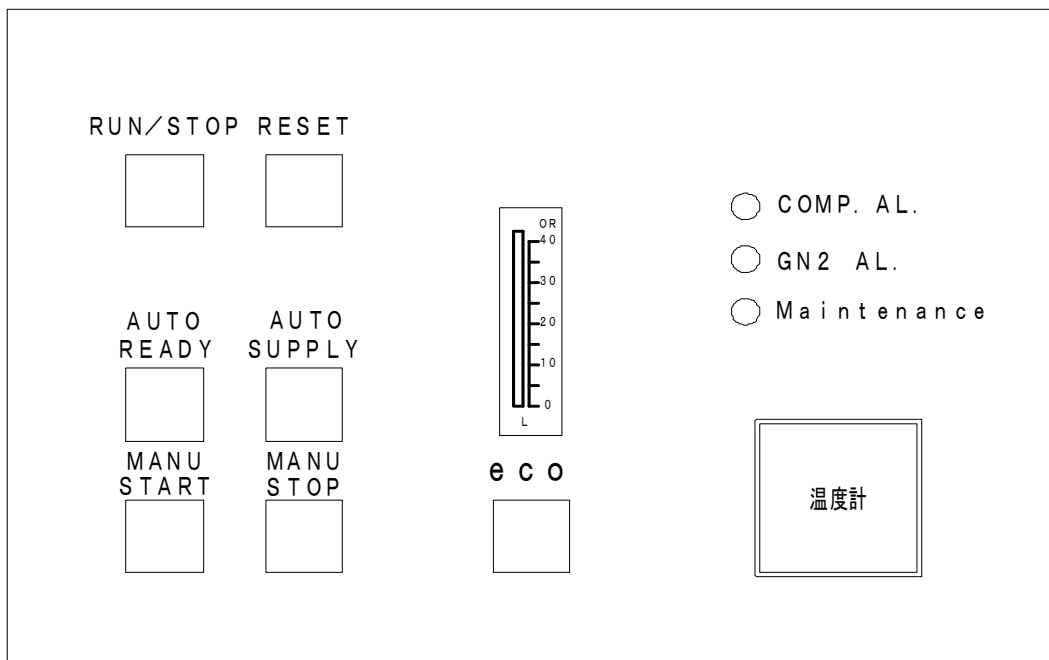 RUN/STOP RESET
AUTO READY
AUTO SUPPLY
MANU START
MANU STOP
OR
40
30
20
10
0
L
eco
COMP. AL.
GN2 AL.
Maintenance
温度計